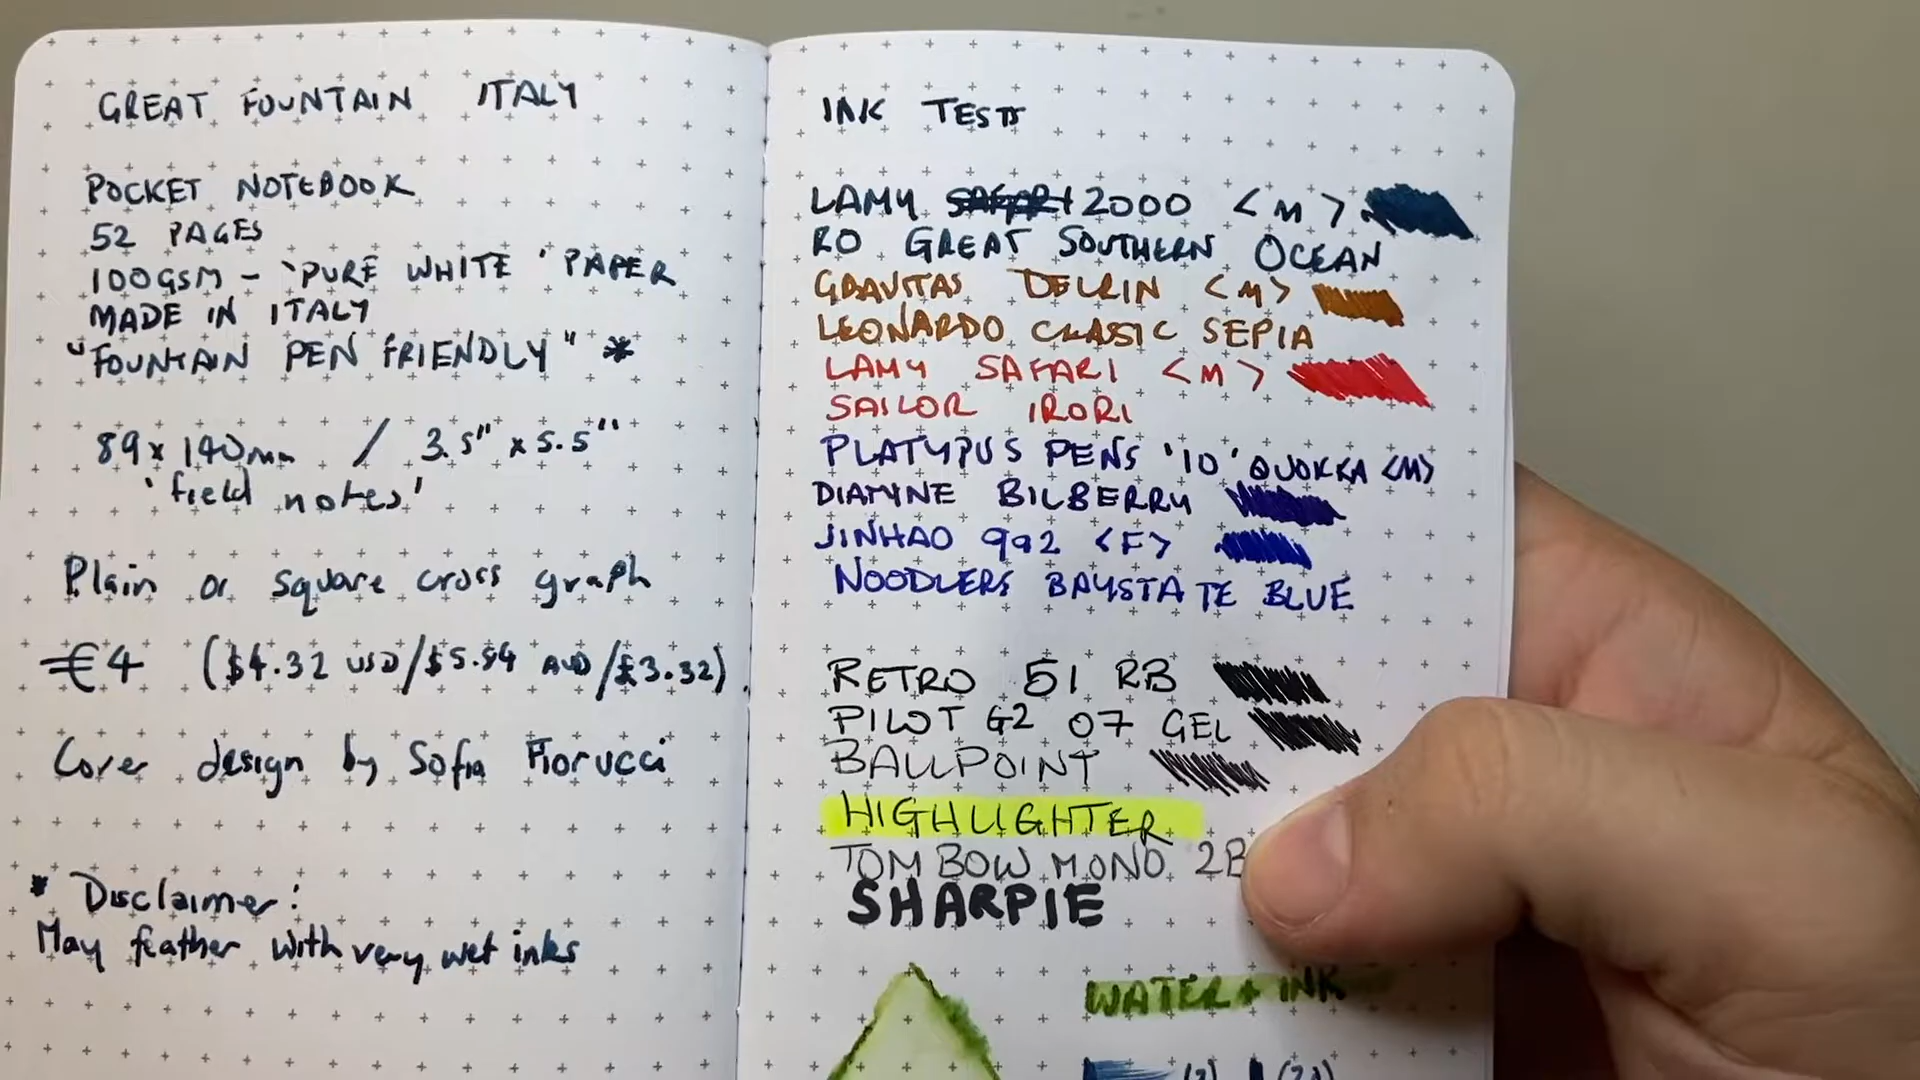 GREAT FOUNTAIN ITALY
POCKET NOTEBOOK
52 PAGES
100GSM - 'PURE WHITE' PAPER
MADE IN ITALY
"FOUNTAIN PEN FRIENDLY" *
89 x 140mm / 3.5" x 5.5"
'field notes'
Plain or square cross graph
€4 ($4.32 USD/$5.54 AUD/£3.32)
Cover design by Sofia Fiorucci
* Disclaimer:
May feather with very wet inks
INK TESTS
LAMY SAFARI 2000 <M>
RO GREAT SOUTHERN OCEAN
GRAVITAS DELRIN <M>
LEONARDO CLASSIC SEPIA
LAMY SAFARI <M>
SAILOR IRORI
PLATYPUS PENS '10' QUOKKA <M>
DIAMINE BILBERRY
JINHAO 992 <F>
NOODLERS BAYSTATE BLUE
RETRO 51 RB
PILOT G2 07 GEL
BALLPOINT
HIGHLIGHTER
TOMBOW MONO 2B
SHARPIE
WATER + INK